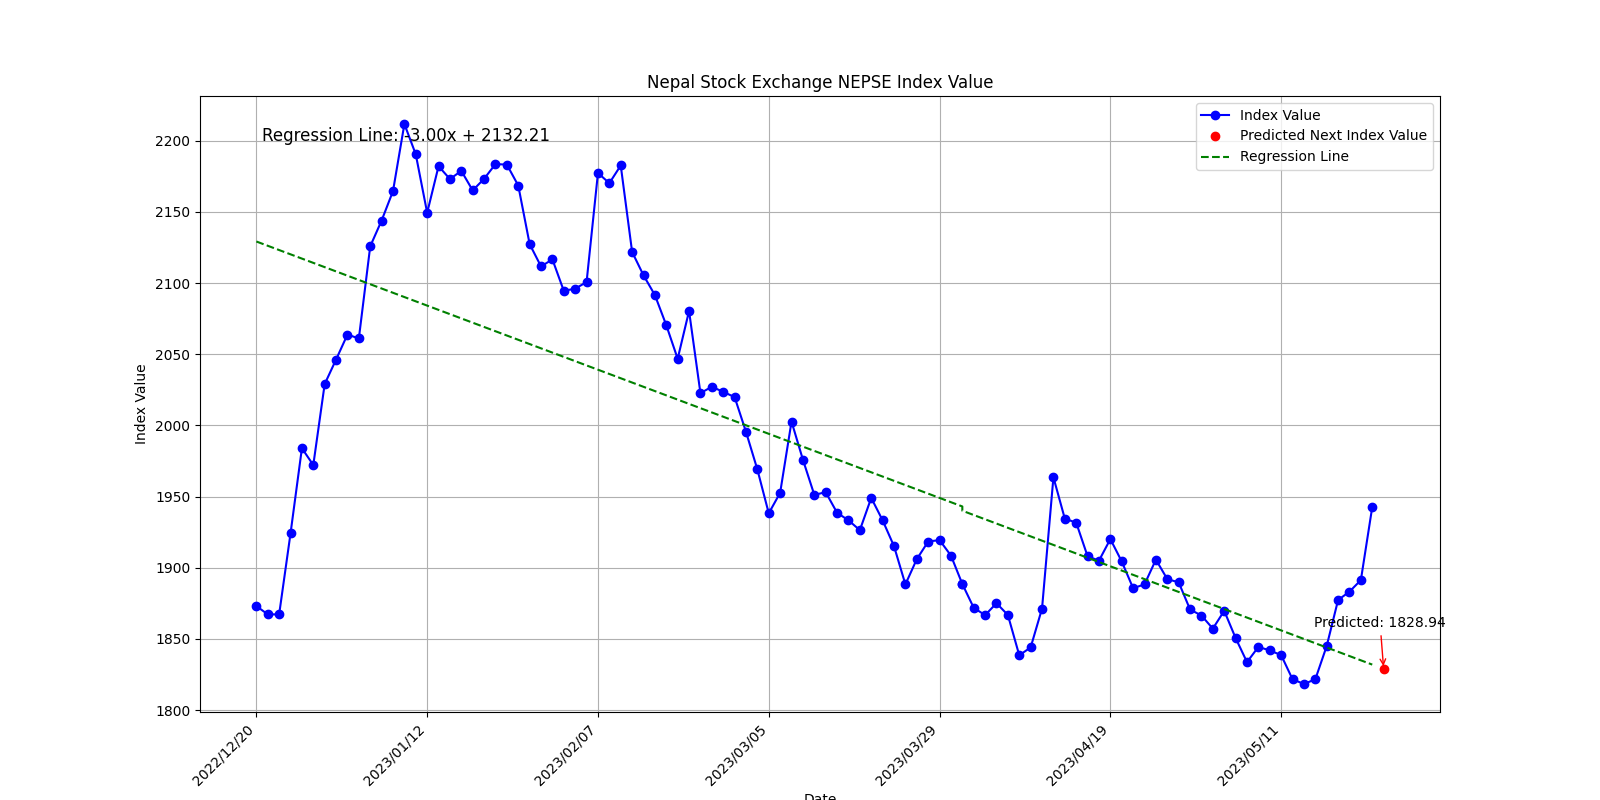 Nepal Stock Exchange NEPSE Index Value
Regression Line: -3.00x + 2132.21
Index Value
Predicted Next Index Value
Regression Line
2200
2150
2100
2050
2000
1950
1900
1850
1800
Index Value
Predicted: 1828.94
2022/12/20
2023/01/12
2023/02/07
2023/03/05
2023/03/29
2023/04/19
2023/05/11
Date